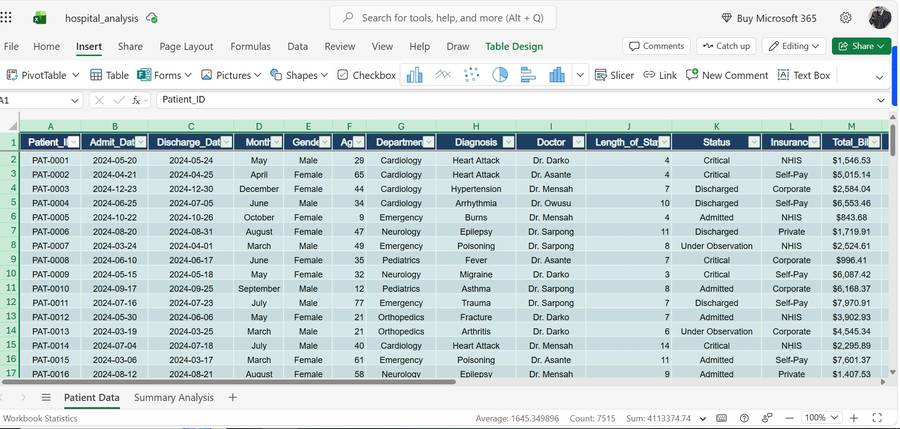 hospital_analysis
Search for tools, help, and more (Alt + Q)
Buy Microsoft 365
File Home Insert Share Page Layout Formulas Data Review View Help Draw Table Design Comments Catch up Editing Share
PivotTable Table Forms Pictures Shapes Checkbox Slicer Link New Comment Text Box
A1 fx Patient_ID
A B C D E F G H I J K L M
1 Patient_I Admit_Dat Discharge_Dat Month Gende Ag Departmen Diagnosis Doctor Length_of_Sta Status Insuranc Total_Bil
2 PAT-0001 2024-05-20 2024-05-24 May Male 29 Cardiology Heart Attack Dr. Darko 4 Critical NHIS $1,546.53
3 PAT-0002 2024-04-21 2024-04-25 April Female 65 Cardiology Heart Attack Dr. Asante 4 Critical Self-Pay $5,015.14
4 PAT-0003 2024-12-23 2024-12-30 December Female 44 Cardiology Hypertension Dr. Mensah 7 Discharged Corporate $2,584.04
5 PAT-0004 2024-06-25 2024-07-05 June Male 34 Cardiology Arrhythmia Dr. Owusu 10 Discharged Self-Pay $6,553.46
6 PAT-0005 2024-10-22 2024-10-26 October Female 9 Emergency Burns Dr. Mensah 4 Admitted NHIS $843.68
7 PAT-0006 2024-08-20 2024-08-31 August Female 47 Neurology Epilepsy Dr. Sarpong 11 Discharged Private $1,719.91
8 PAT-0007 2024-03-24 2024-04-01 March Male 49 Emergency Poisoning Dr. Sarpong 8 Under Observation NHIS $2,524.61
9 PAT-0008 2024-06-10 2024-06-17 June Female 35 Pediatrics Fever Dr. Asante 7 Critical Corporate $996.41
10 PAT-0009 2024-05-15 2024-05-18 May Female 32 Neurology Migraine Dr. Darko 3 Critical Self-Pay $6,087.42
11 PAT-0010 2024-09-17 2024-09-25 September Male 12 Pediatrics Asthma Dr. Sarpong 8 Admitted Corporate $6,168.37
12 PAT-0011 2024-07-16 2024-07-23 July Male 77 Emergency Trauma Dr. Sarpong 7 Discharged Self-Pay $7,970.91
13 PAT-0012 2024-05-30 2024-06-06 May Female 21 Orthopedics Fracture Dr. Darko 7 Admitted NHIS $3,902.93
14 PAT-0013 2024-03-19 2024-03-25 March Male 21 Orthopedics Arthritis Dr. Darko 6 Under Observation Corporate $4,545.34
15 PAT-0014 2024-07-04 2024-07-18 July Male 40 Cardiology Heart Attack Dr. Mensah 14 Critical NHIS $2,295.89
16 PAT-0015 2024-03-06 2024-03-17 March Female 61 Emergency Poisoning Dr. Asante 11 Admitted Self-Pay $7,601.37
17 PAT-0016 2024-08-12 2024-08-21 August Female 58 Neurology Epilepsy Dr. Mensah 9 Admitted Private $1,407.53
Patient Data Summary Analysis
Workbook Statistics Average: 1645.349896 Count: 7515 Sum: 4113374.74 100%